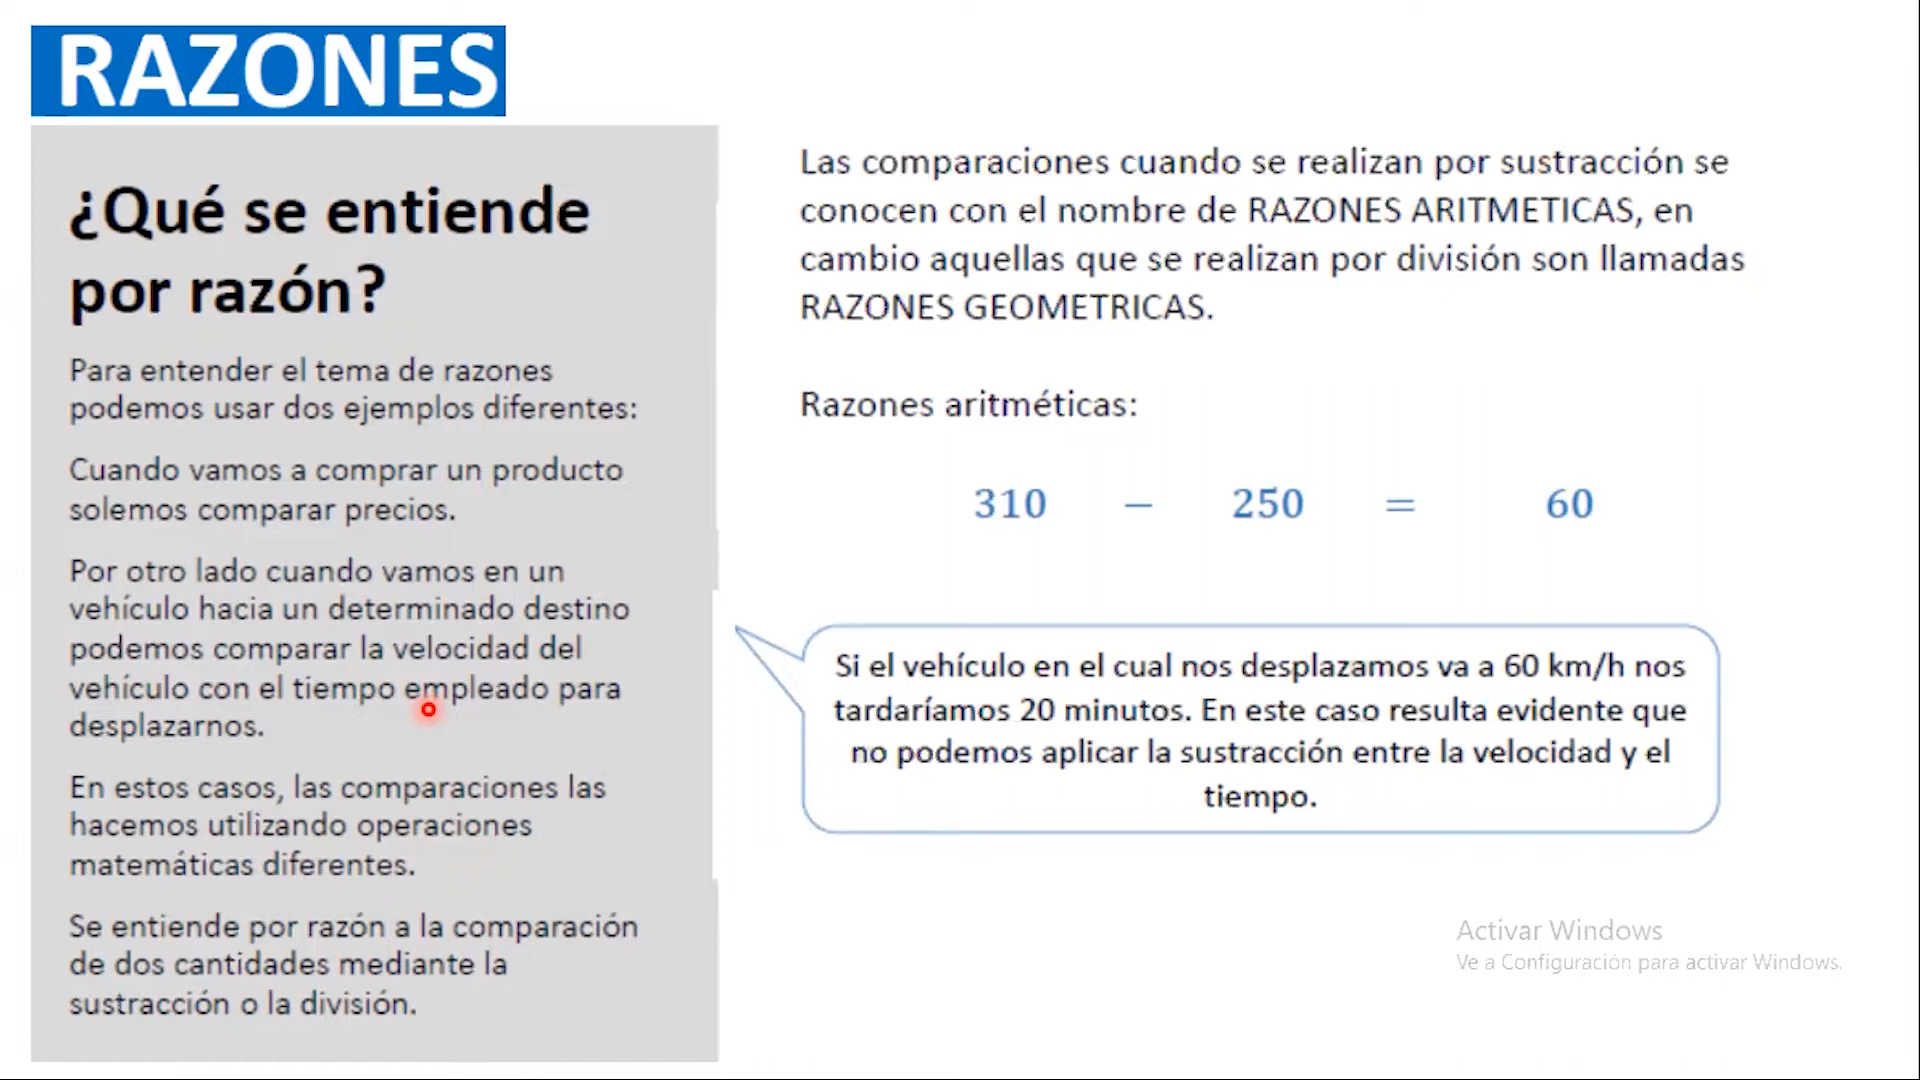 RAZONES
¿Qué se entiende
por razón?
Para entender el tema de razones
podemos usar dos ejemplos diferentes:
Cuando vamos a comprar un producto
solemos comparar precios.
Por otro lado cuando vamos en un
vehículo hacia un determinado destino
podemos comparar la velocidad del
vehículo con el tiempo empleado para
desplazarnos.
En estos casos, las comparaciones las
hacemos utilizando operaciones
matemáticas diferentes.
Se entiende por razón a la comparación
de dos cantidades mediante la
sustracción o la división.
Las comparaciones cuando se realizan por sustracción se
conocen con el nombre de RAZONES ARITMETICAS, en
cambio aquellas que se realizan por división son llamadas
RAZONES GEOMETRICAS.
Razones aritméticas:
310 − 250 = 60
Si el vehículo en el cual nos desplazamos va a 60 km/h nos
tardaríamos 20 minutos. En este caso resulta evidente que
no podemos aplicar la sustracción entre la velocidad y el
tiempo.
Activar Windows
Ve a Configuración para activar Windows.